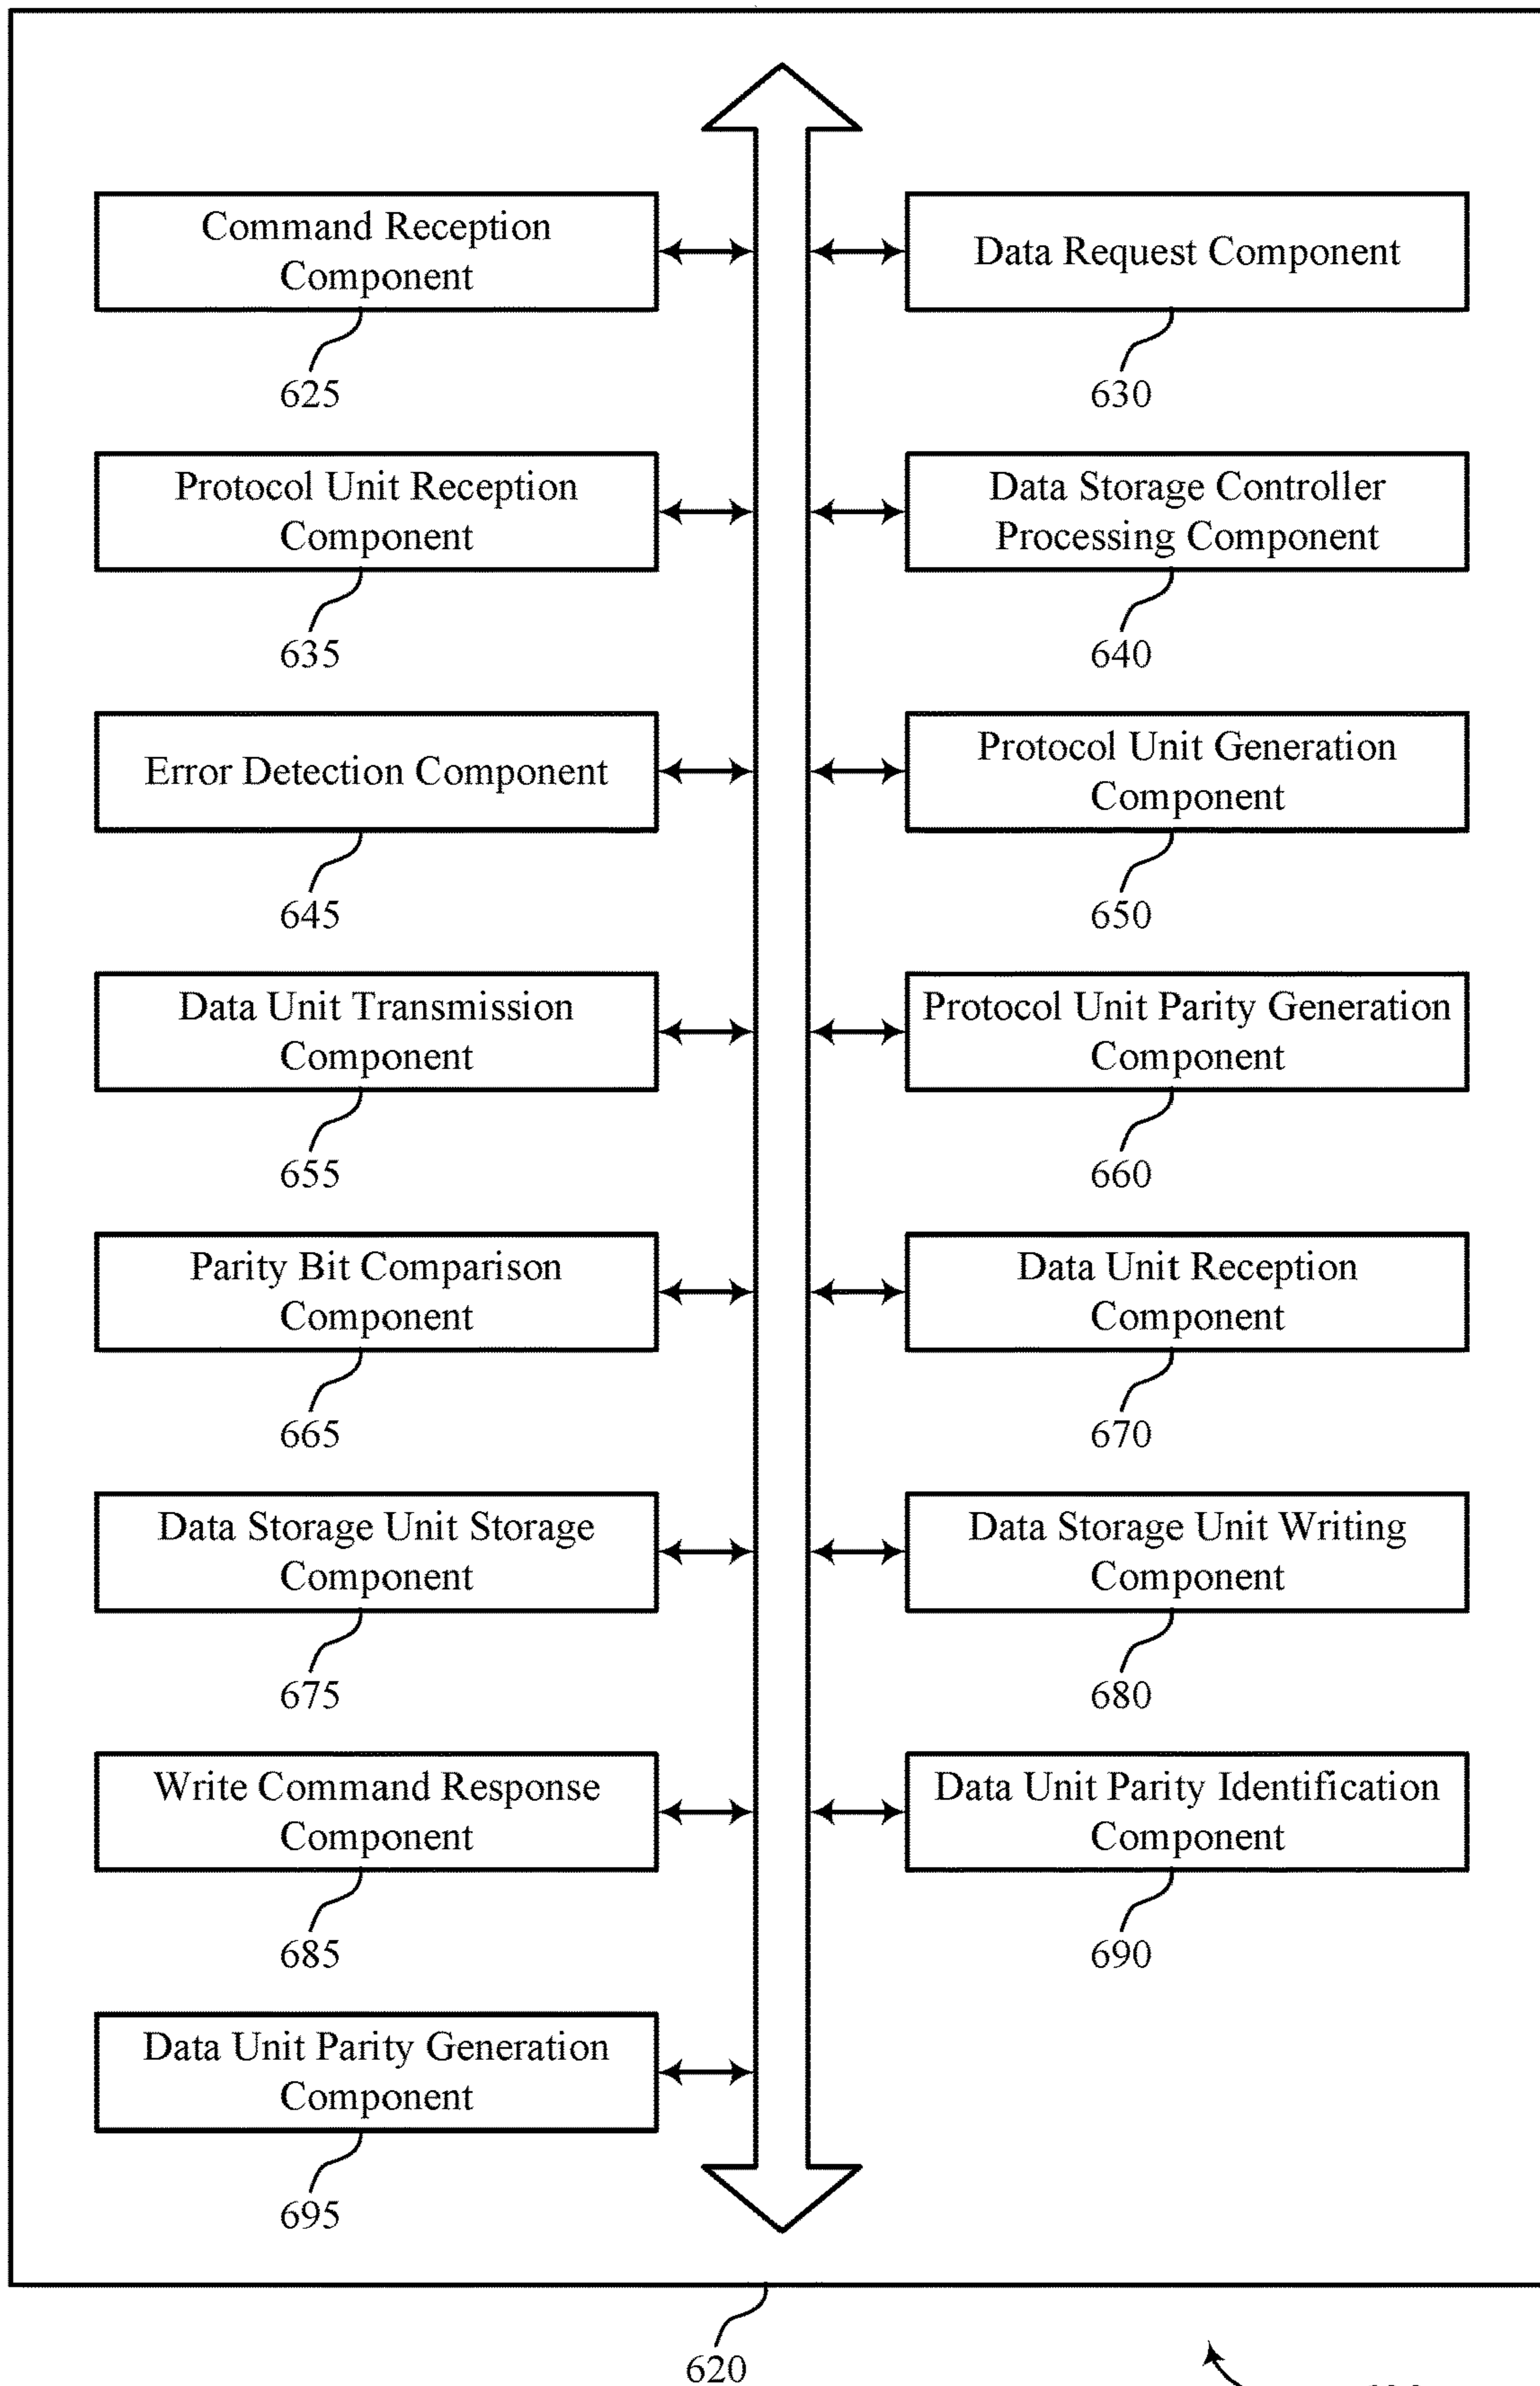 Command Reception
Component
625
Data Request Component
630
Protocol Unit Reception
Component
635
Data Storage Controller
Processing Component
640
Error Detection Component
645
Protocol Unit Generation
Component
650
Data Unit Transmission
Component
655
Protocol Unit Parity Generation
Component
660
Parity Bit Comparison
Component
665
Data Unit Reception
Component
670
Data Storage Unit Storage
Component
675
Data Storage Unit Writing
Component
680
Write Command Response
Component
685
Data Unit Parity Identification
Component
690
Data Unit Parity Generation
Component
695
620